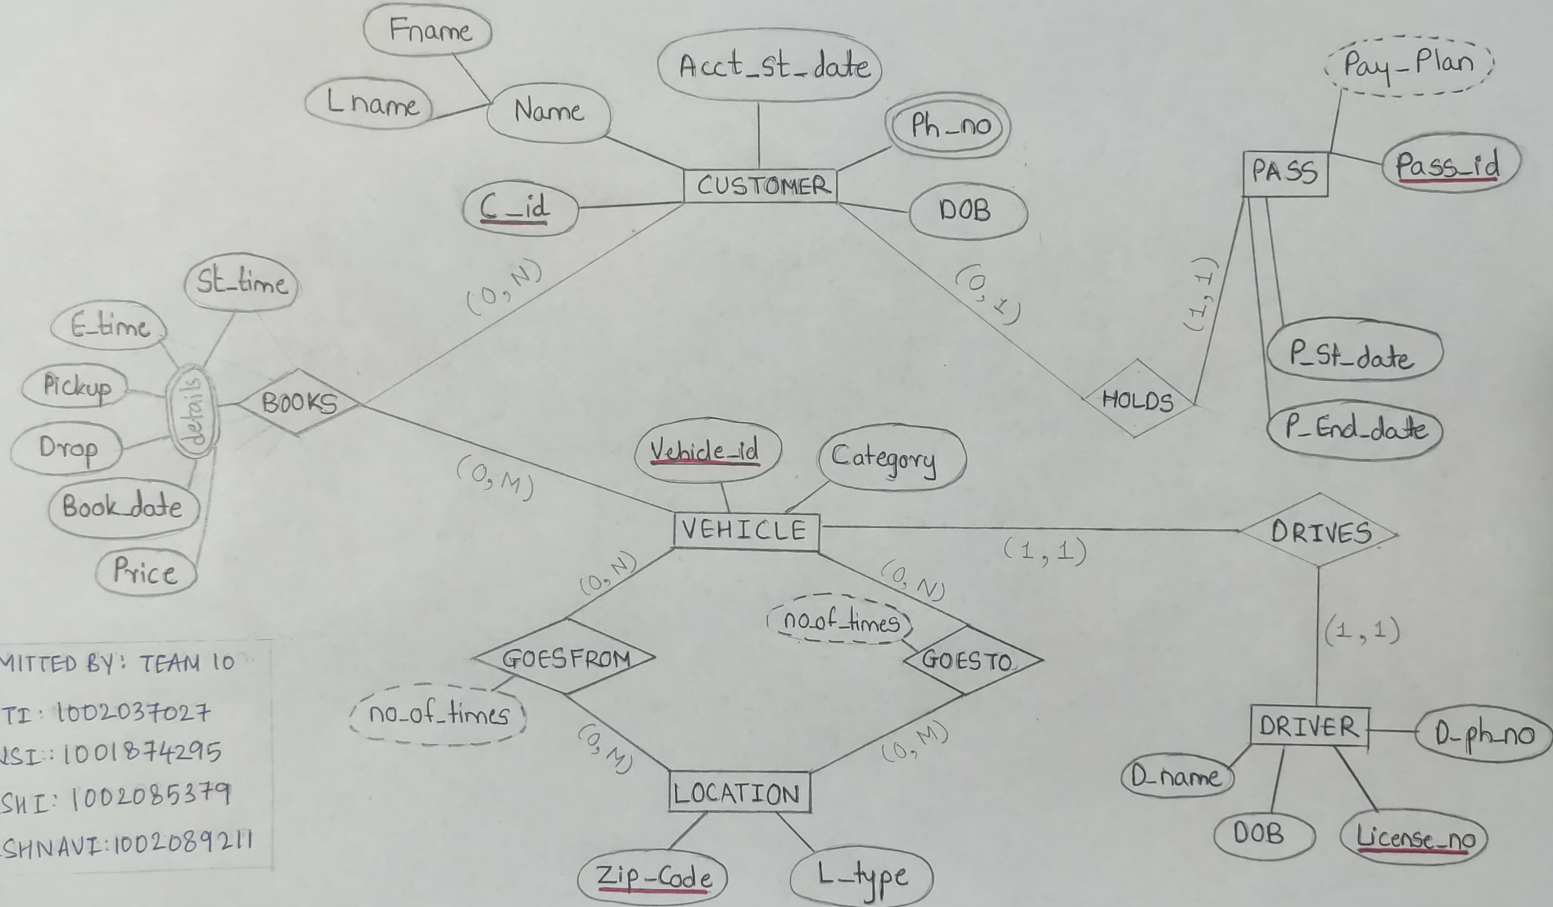 Fname
Acct_st_date
Pay_Plan
Lname
Name
Ph_no
PASS
Pass_id
CUSTOMER
C_id
DOB
(0,N)
(0,1)
(1,1)
St_time
E_time
Pickup
details
BOOKS
Drop
Book_date
Price
HOLDS
P_St_date
P_End_date
(0,M)
Vehicle_id
Category
VEHICLE
(1,1)
DRIVES
(0,N)
(0,N)
no_of_times
(1,1)
GOESFROM
GOESTO
no_of_times
(0,M)
(0,M)
LOCATION
Zip_Code
L_type
DRIVER
D_ph_no
D_name
DOB
License_no
MITTED BY: TEAM 10
TI: 1002037027
NSI: 1001874295
SHI: 1002085379
SHNAVI: 1002089211